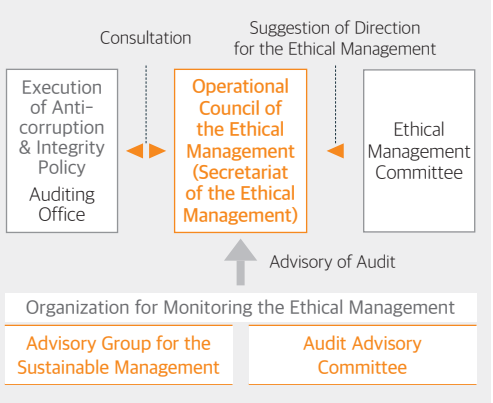 Consultation
Suggestion of Direction
for the Ethical Management
Execution
of Anti-
corruption
& Integrity
Policy
Auditing
Office
Operational
Council of
the Ethical
Management
(Secretariat
of the Ethical
Management)
Ethical
Management
Committee
Advisory of Audit
Organization for Monitoring the Ethical Management
Advisory Group for the
Sustainable Management
Audit Advisory
Committee